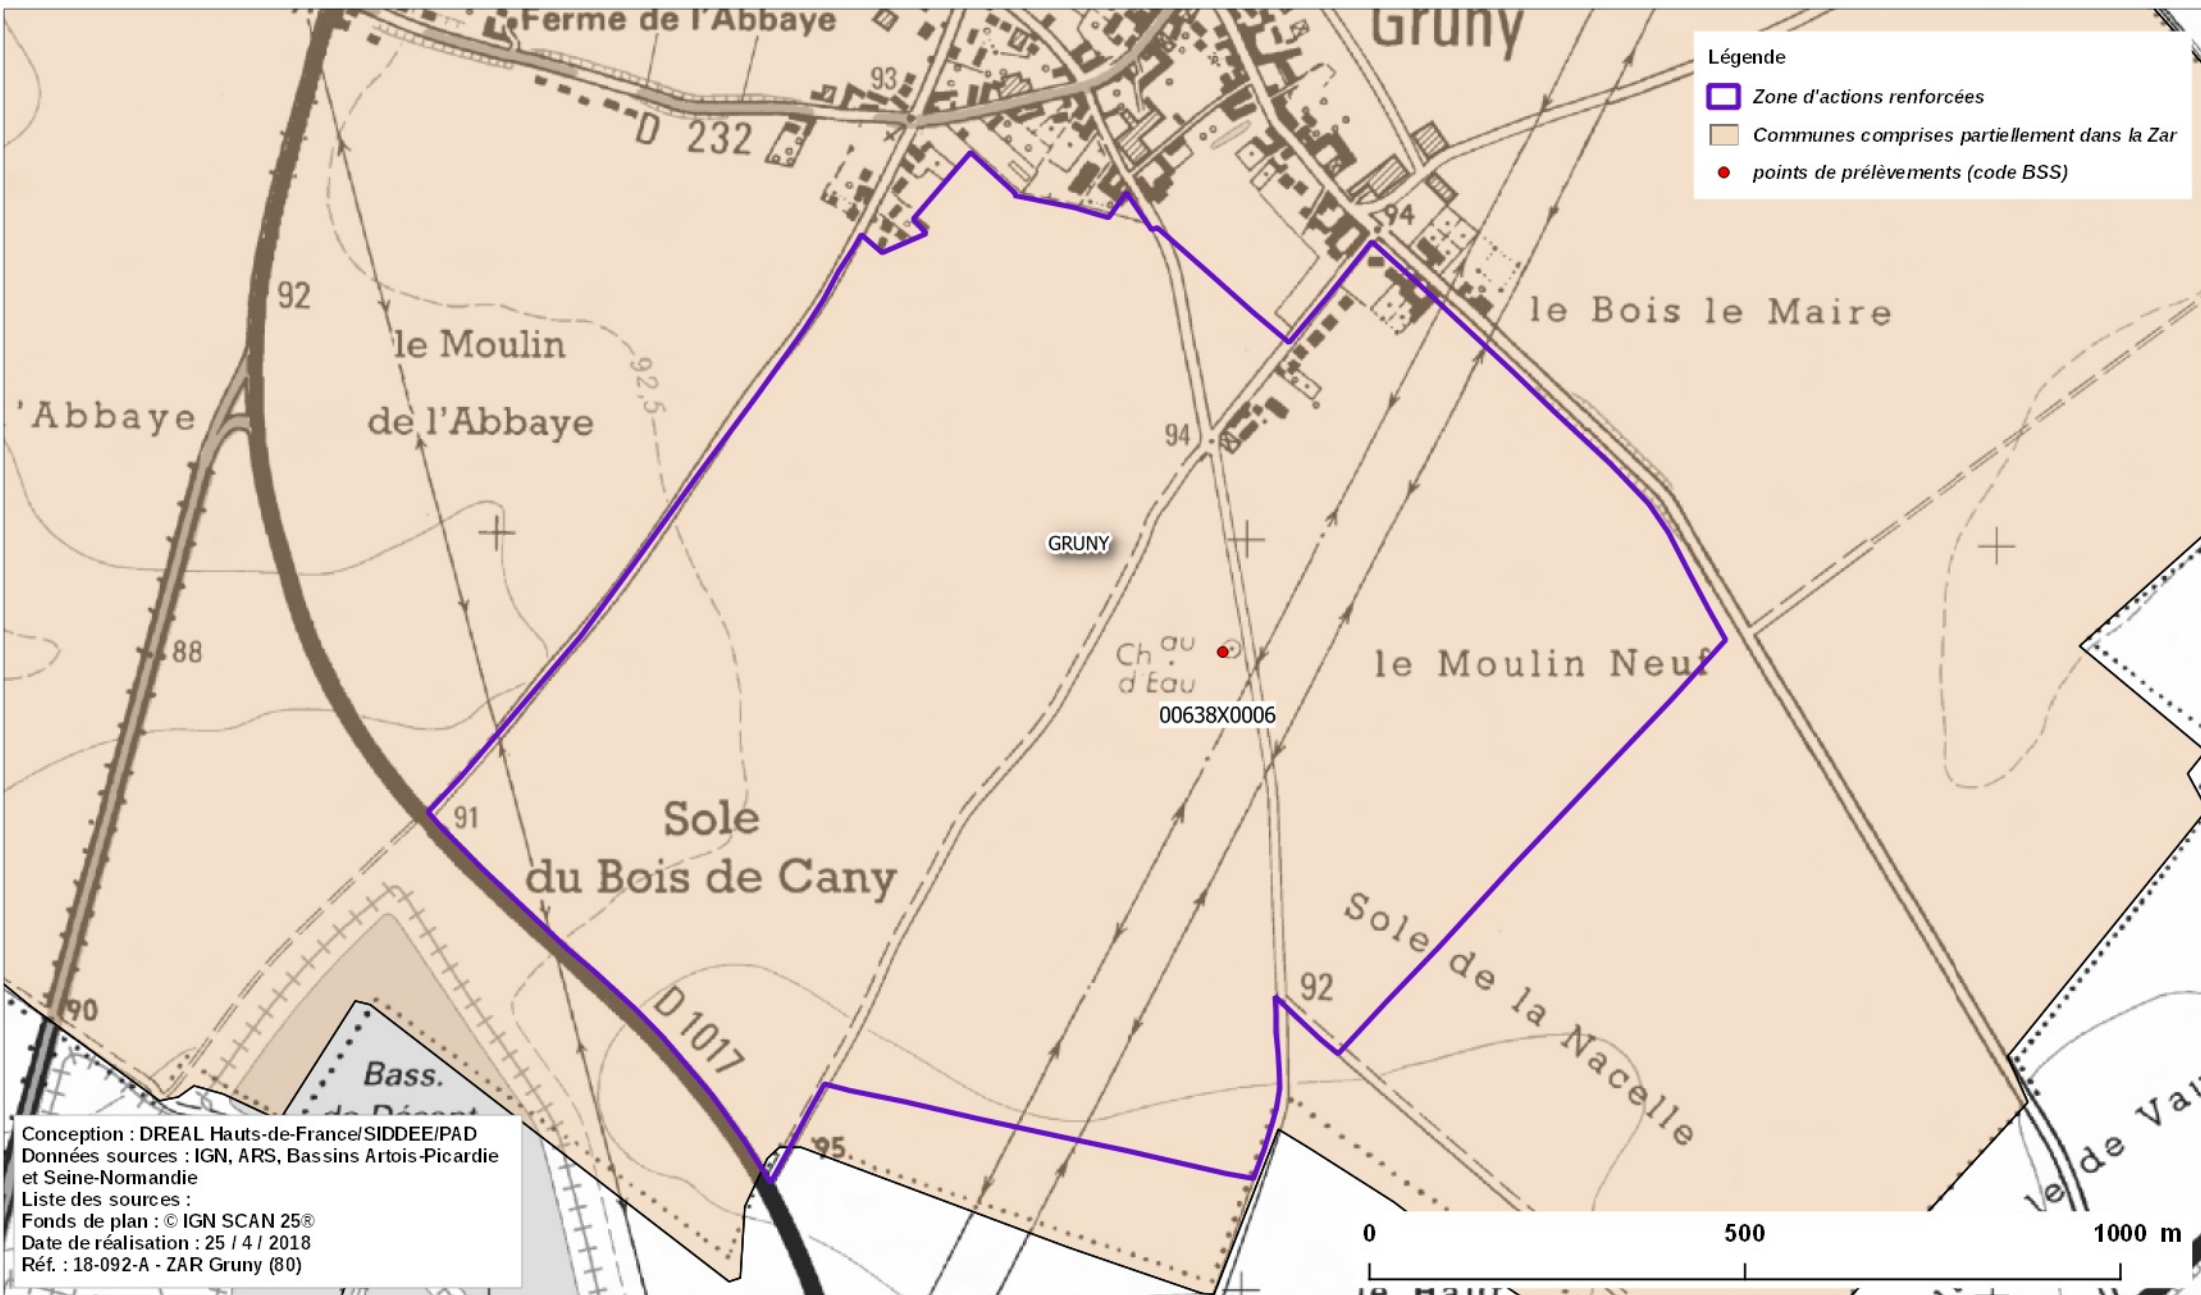 Ferme de l'Abbaye
Gruny
93
D 232
Légende
Zone d'actions renforcées
Communes comprises partiellement dans la Zar
points de prélèvements (code BSS)
94
92
le Bois le Maire
le Moulin
de l'Abbaye
92,5
'Abbaye
94
GRUNY
88
Ch au
d'Eau
le Moulin Neuf
00638X0006
91
Sole
du Bois de Cany
Sole de la Nacelle
92
90
D 1017
Bass.
95
le de Vau
Conception : DREAL Hauts-de-France/SIDDEE/PAD
Données sources : IGN, ARS, Bassins Artois-Picardie
et Seine-Normandie
Liste des sources :
Fonds de plan : © IGN SCAN 25®
Date de réalisation : 25 / 4 / 2018
Réf. : 18-092-A - ZAR Gruny (80)
0 500 1000 m